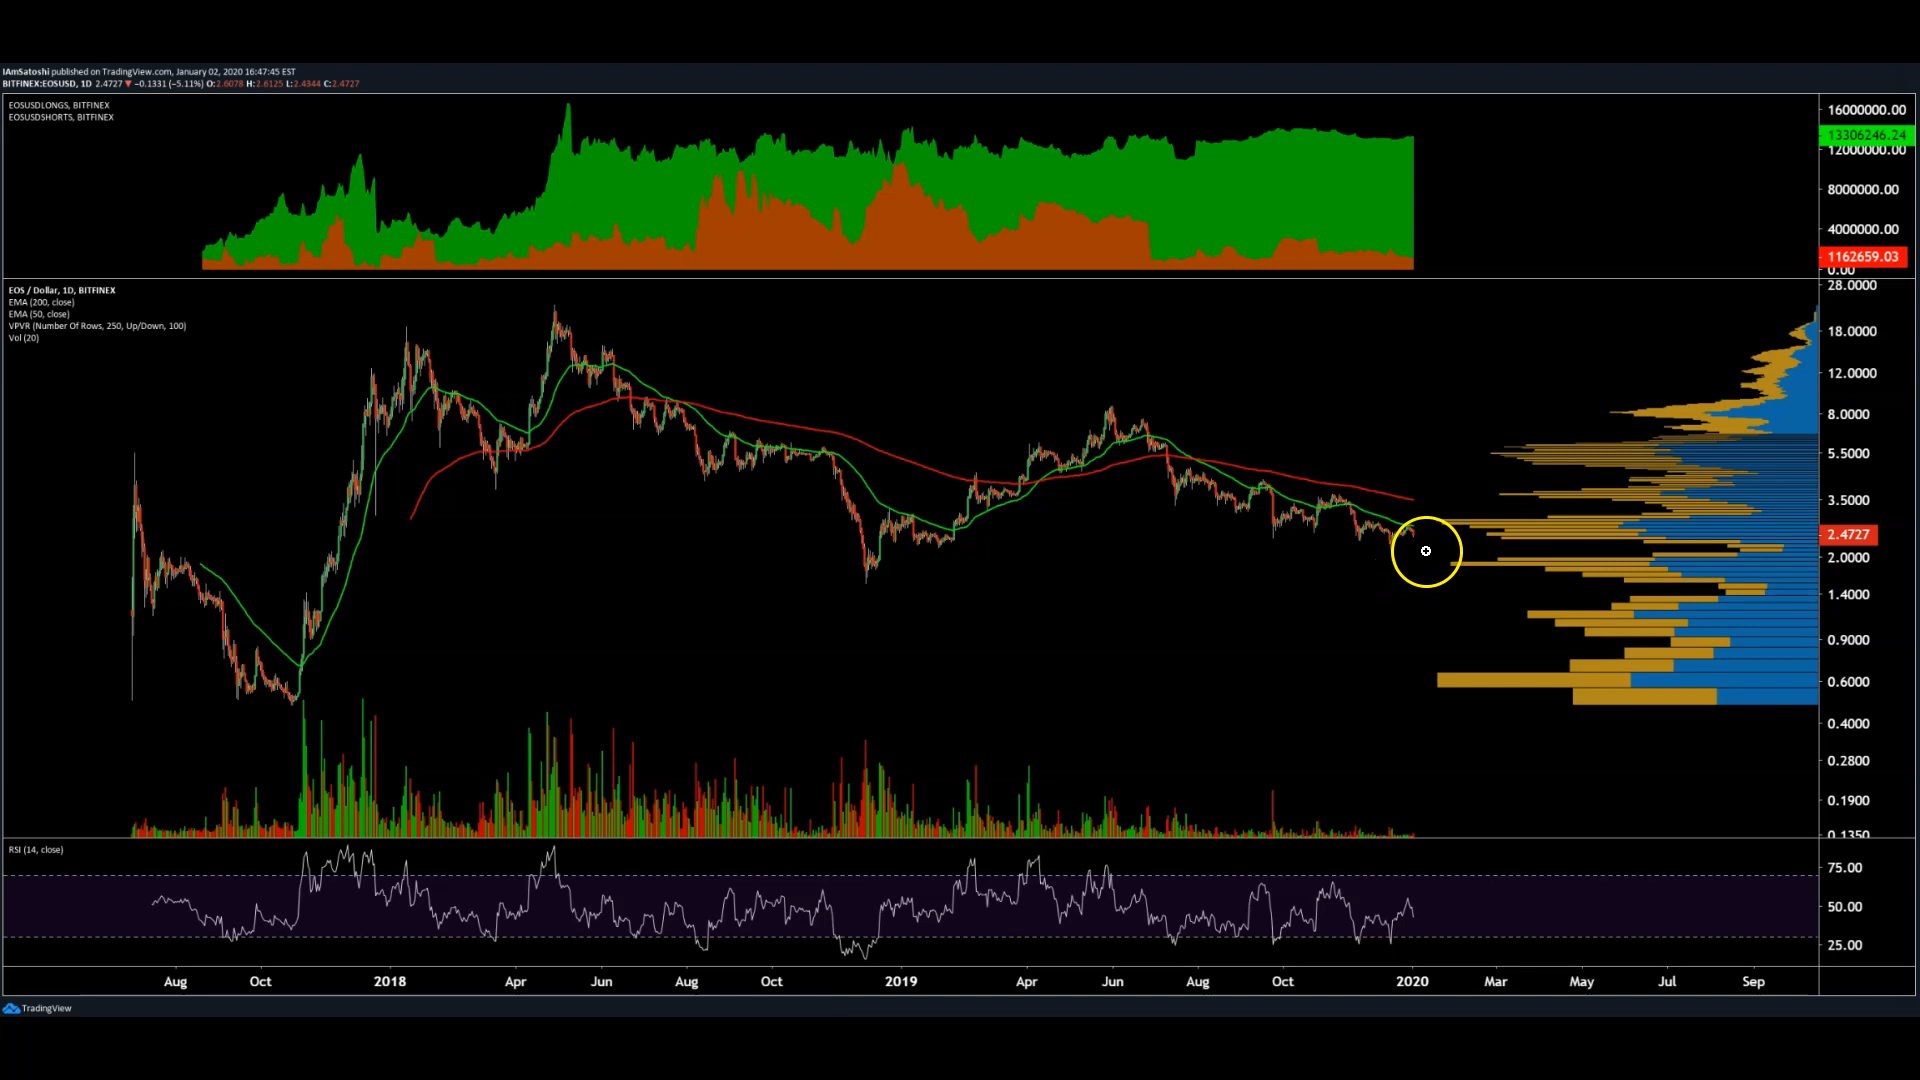 IAmSatoshi published on TradingView.com, January 02, 2020 16:47:45 EST
BITFINEX:EOSUSD, 1D 2.4727 ▼ −0.1331 (−5.11%) O:2.6078 H:2.6125 L:2.4344 C:2.4727
EOSUSDLONGS, BITFINEX
EOSUSDSHORTS, BITFINEX
16000000.00
13306246.24
12000000.00
8000000.00
4000000.00
1162659.03
0.00
EOS / Dollar, 1D, BITFINEX
EMA (200, close)
EMA (50, close)
VPVR (Number Of Rows, 250, Up/Down, 100)
Vol (20)
28.0000
18.0000
12.0000
8.0000
5.5000
3.5000
2.4727
2.0000
1.4000
0.9000
0.6000
0.4000
0.2800
0.1900
0.1350
RSI (14, close)
75.00
50.00
25.00
Aug Oct 2018 Apr Jun Aug Oct 2019 Apr Jun Aug Oct 2020 Mar May Jul Sep
TradingView